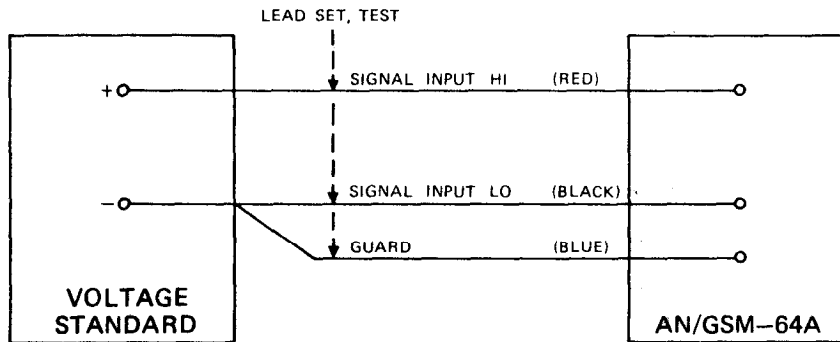 LEAD SET, TEST
+
SIGNAL INPUT HI (RED)
-
SIGNAL INPUT LO (BLACK)
GUARD (BLUE)
VOLTAGE
STANDARD
AN/GSM-64A